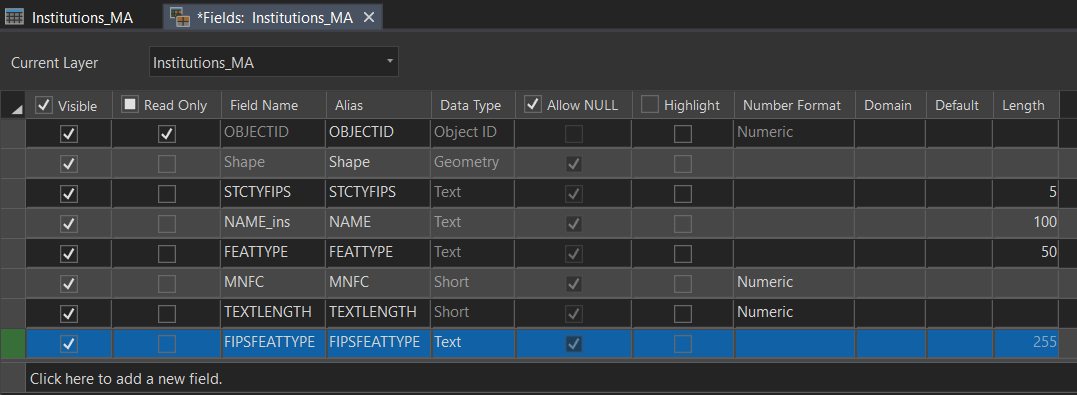 Institutions_MA *Fields: Institutions_MA
Current Layer Institutions_MA
Visible Read Only Field Name Alias Data Type Allow NULL Highlight Number Format Domain Default Length
OBJECTID OBJECTID Object ID Numeric
Shape Shape Geometry
STCTYFIPS STCTYFIPS Text 5
NAME_ins NAME Text 100
FEATTYPE FEATTYPE Text 50
MNFC MNFC Short Numeric
TEXTLENGTH TEXTLENGTH Short Numeric
FIPSFEATTYPE FIPSFEATTYPE Text 255
Click here to add a new field.